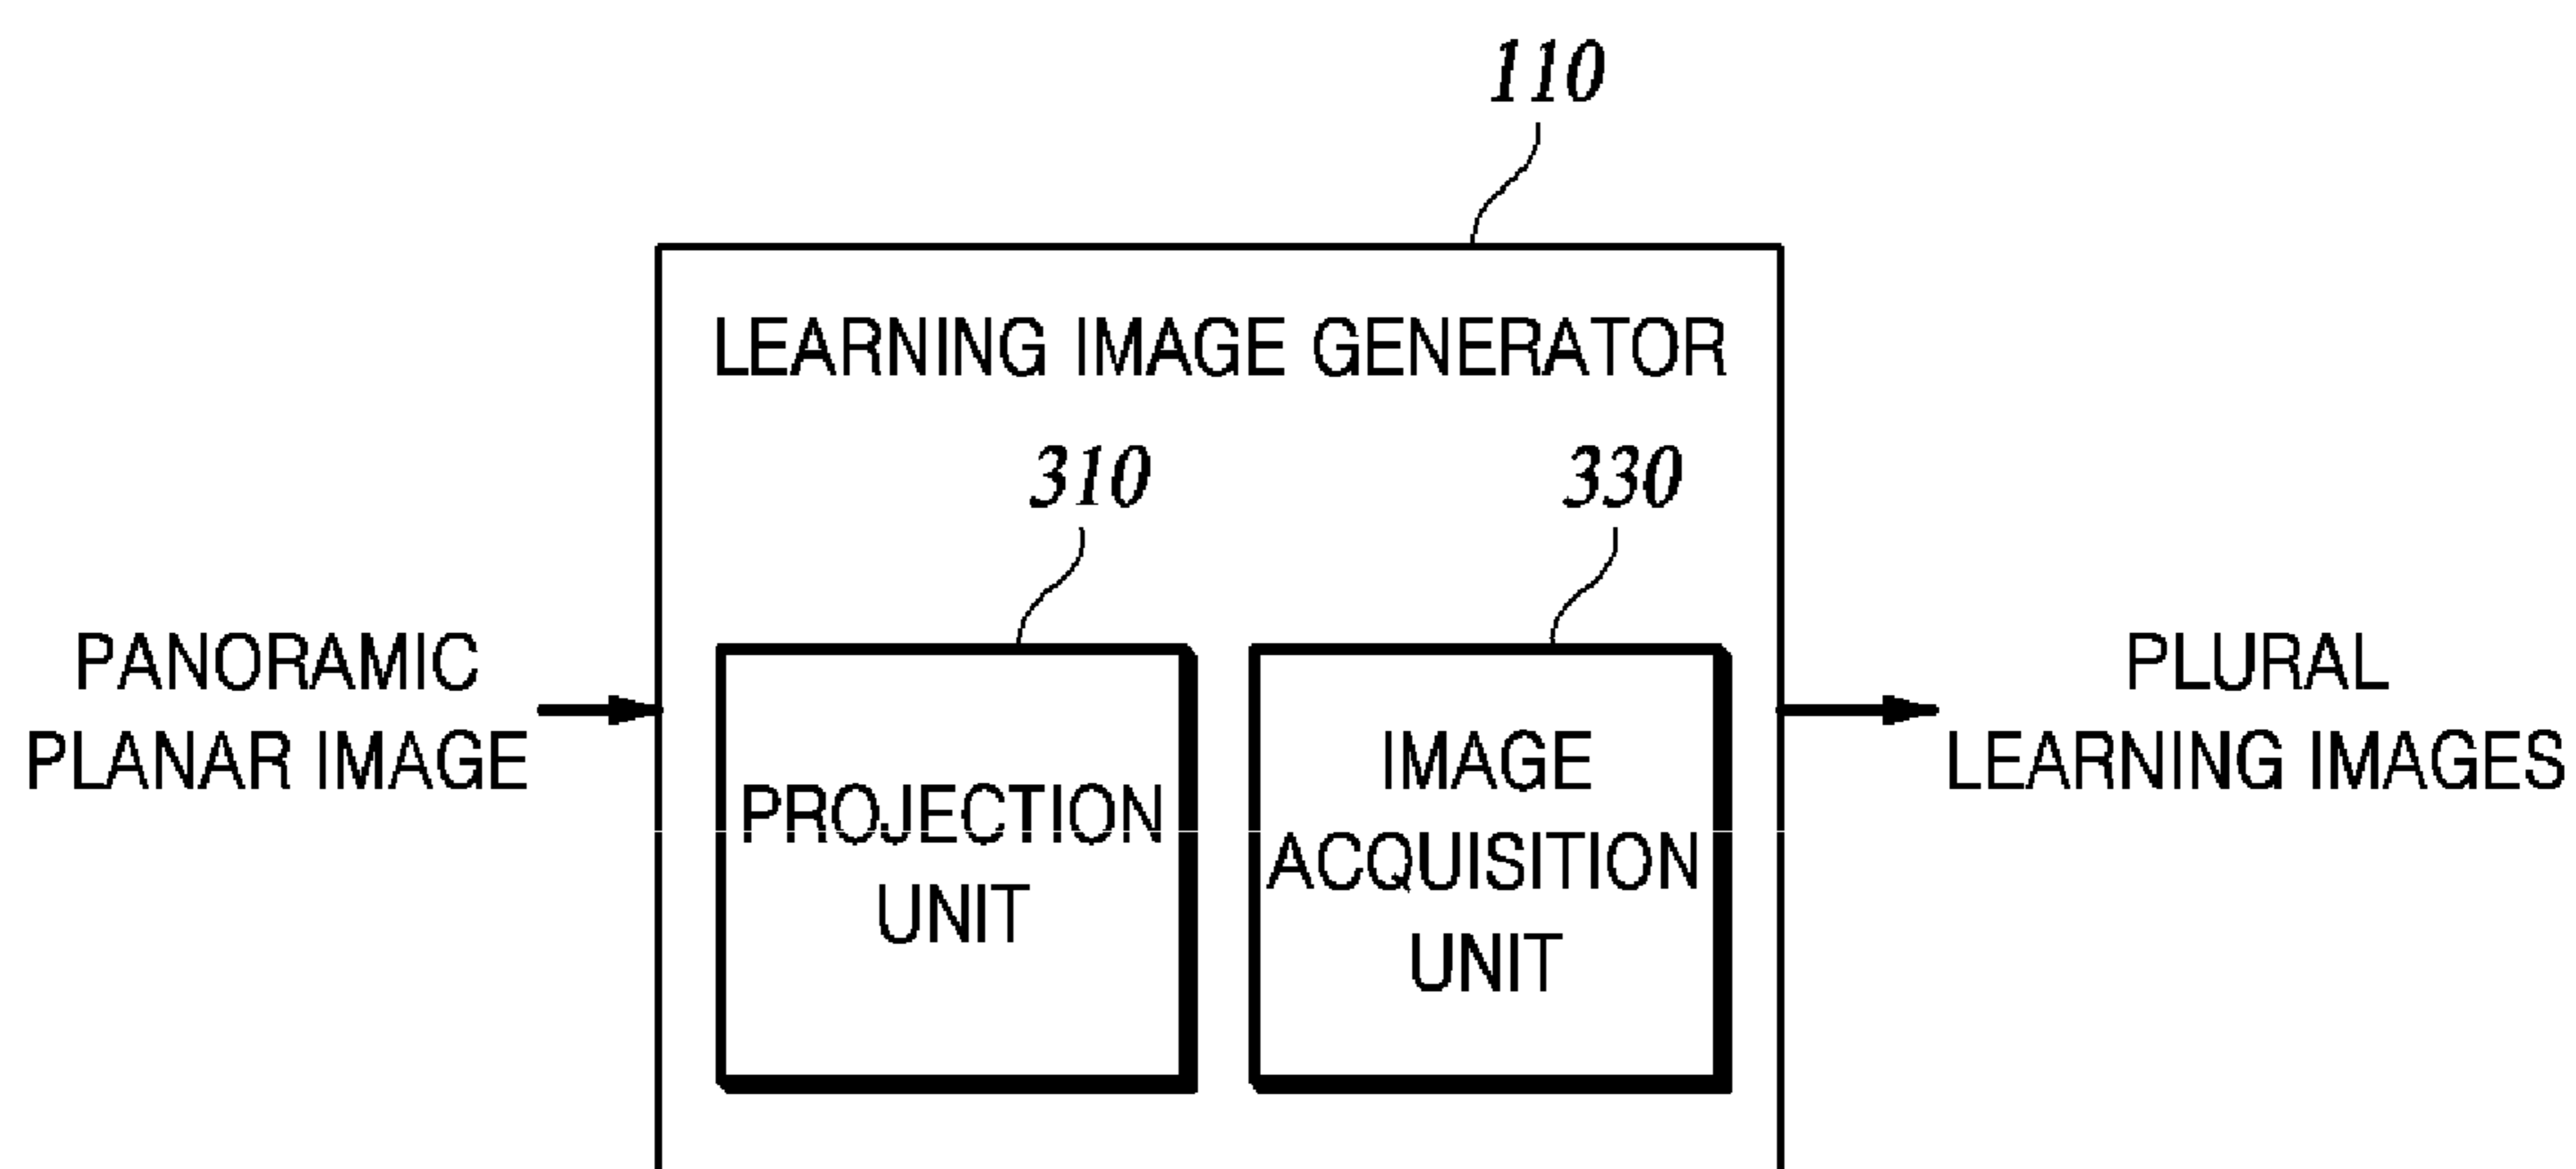 110
LEARNING IMAGE GENERATOR
310
330
PANORAMIC
PLANAR IMAGE
PROJECTION
UNIT
IMAGE
ACQUISITION
UNIT
PLURAL
LEARNING IMAGES